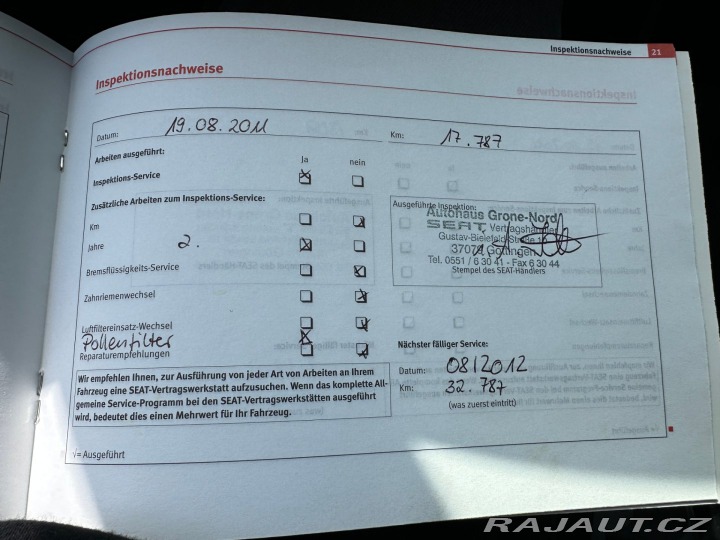 Inspektionsnachweise 21
Inspektionsnachweise
Datum: 19.08.2011 Km: 17.787
Arbeiten ausgeführt: Ja nein
Inspektions-Service
Zusätzliche Arbeiten zum Inspektions-Service:
Km
Jahre 2.
Bremsflüssigkeits-Service
Zahnriemenwechsel
Luftfiltereinsatz-Wechsel
Pollenfilter
Reparaturempfehlungen
Ausgeführte Inspektion:
Autohaus Grone-Nord
SEAT Vertragshändler
Gustav-Bielefeld-Straße
37079 Göttingen
Tel. 0551 / 6 30 41 - Fax 6 30 44
Stempel des SEAT-Händlers
Nächster fälliger Service:
Datum: 08/2012
Km: 32.787
(was zuerst eintritt)
Wir empfehlen Ihnen, zur Ausführung von jeder Art von Arbeiten an Ihrem
Fahrzeug eine SEAT-Vertragswerkstatt aufzusuchen. Wenn das komplette All-
gemeine Service-Programm bei den SEAT-Vertragswerkstätten ausgeführt
wird, bedeutet dies einen Mehrwert für Ihr Fahrzeug.
√= Ausgeführt
RAJAUT.CZ